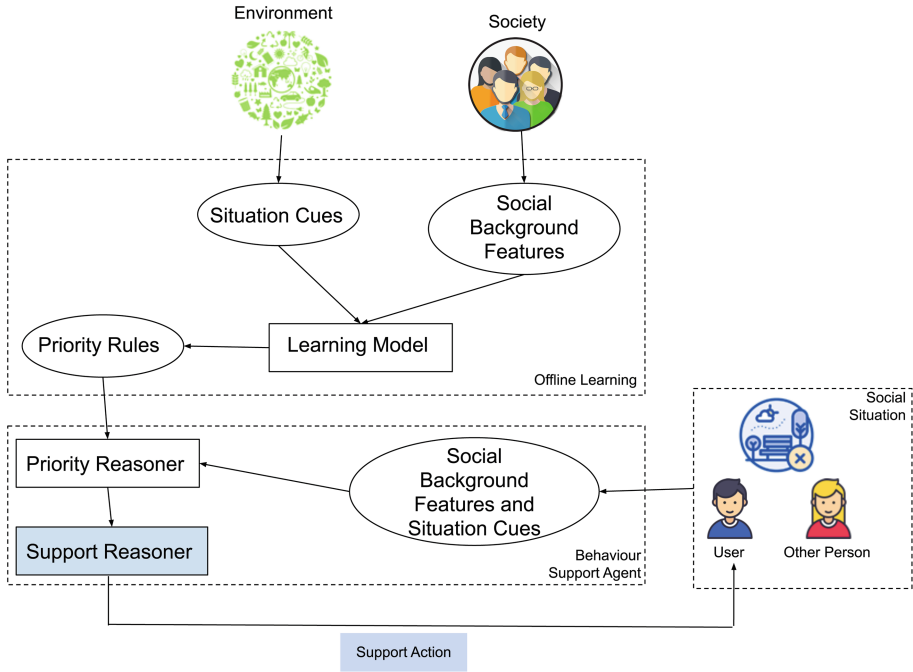 Environment
Society
Situation Cues
Social
Background
Features
Priority Rules
Learning Model
Offline Learning
Social
Situation
Priority Reasoner
Social
Background
Features and
Situation Cues
Support Reasoner
Behaviour
Support Agent
User
Other Person
Support Action